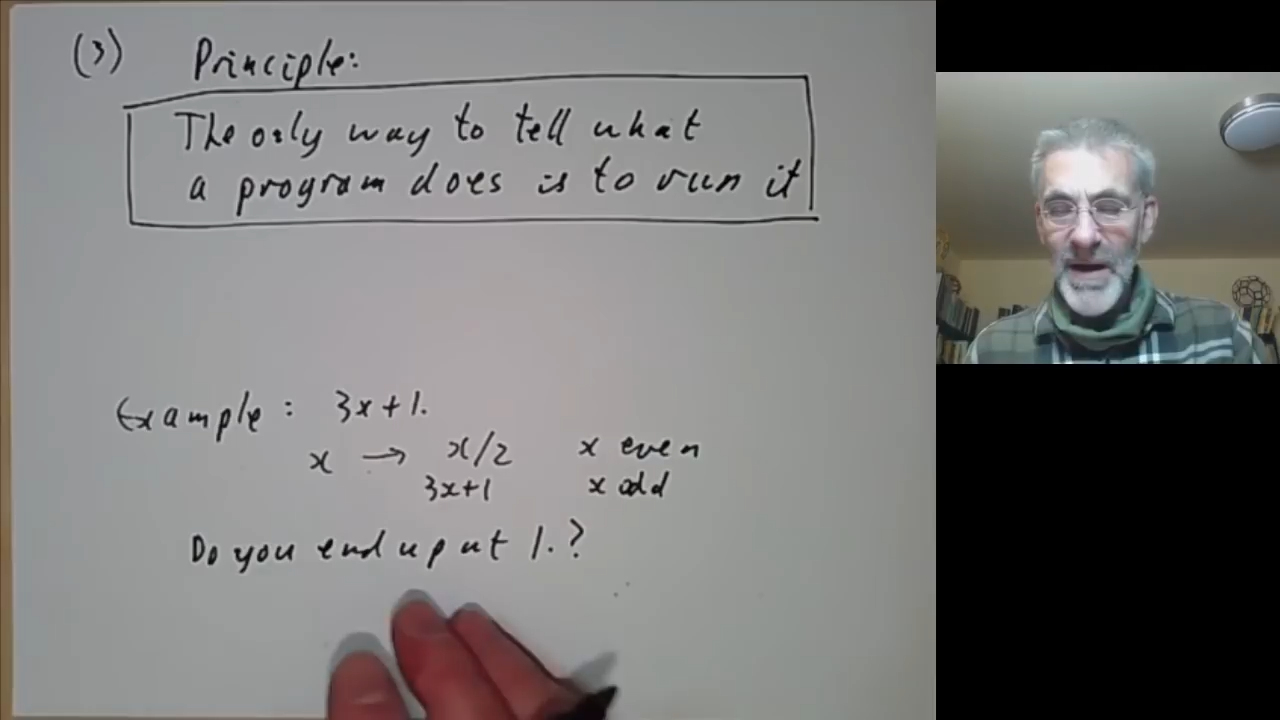 (3) Principle:
The only way to tell what
a program does is to run it
Example: 3x+1.
x → x/2 x even
3x+1 x odd
Do you end up at 1.?